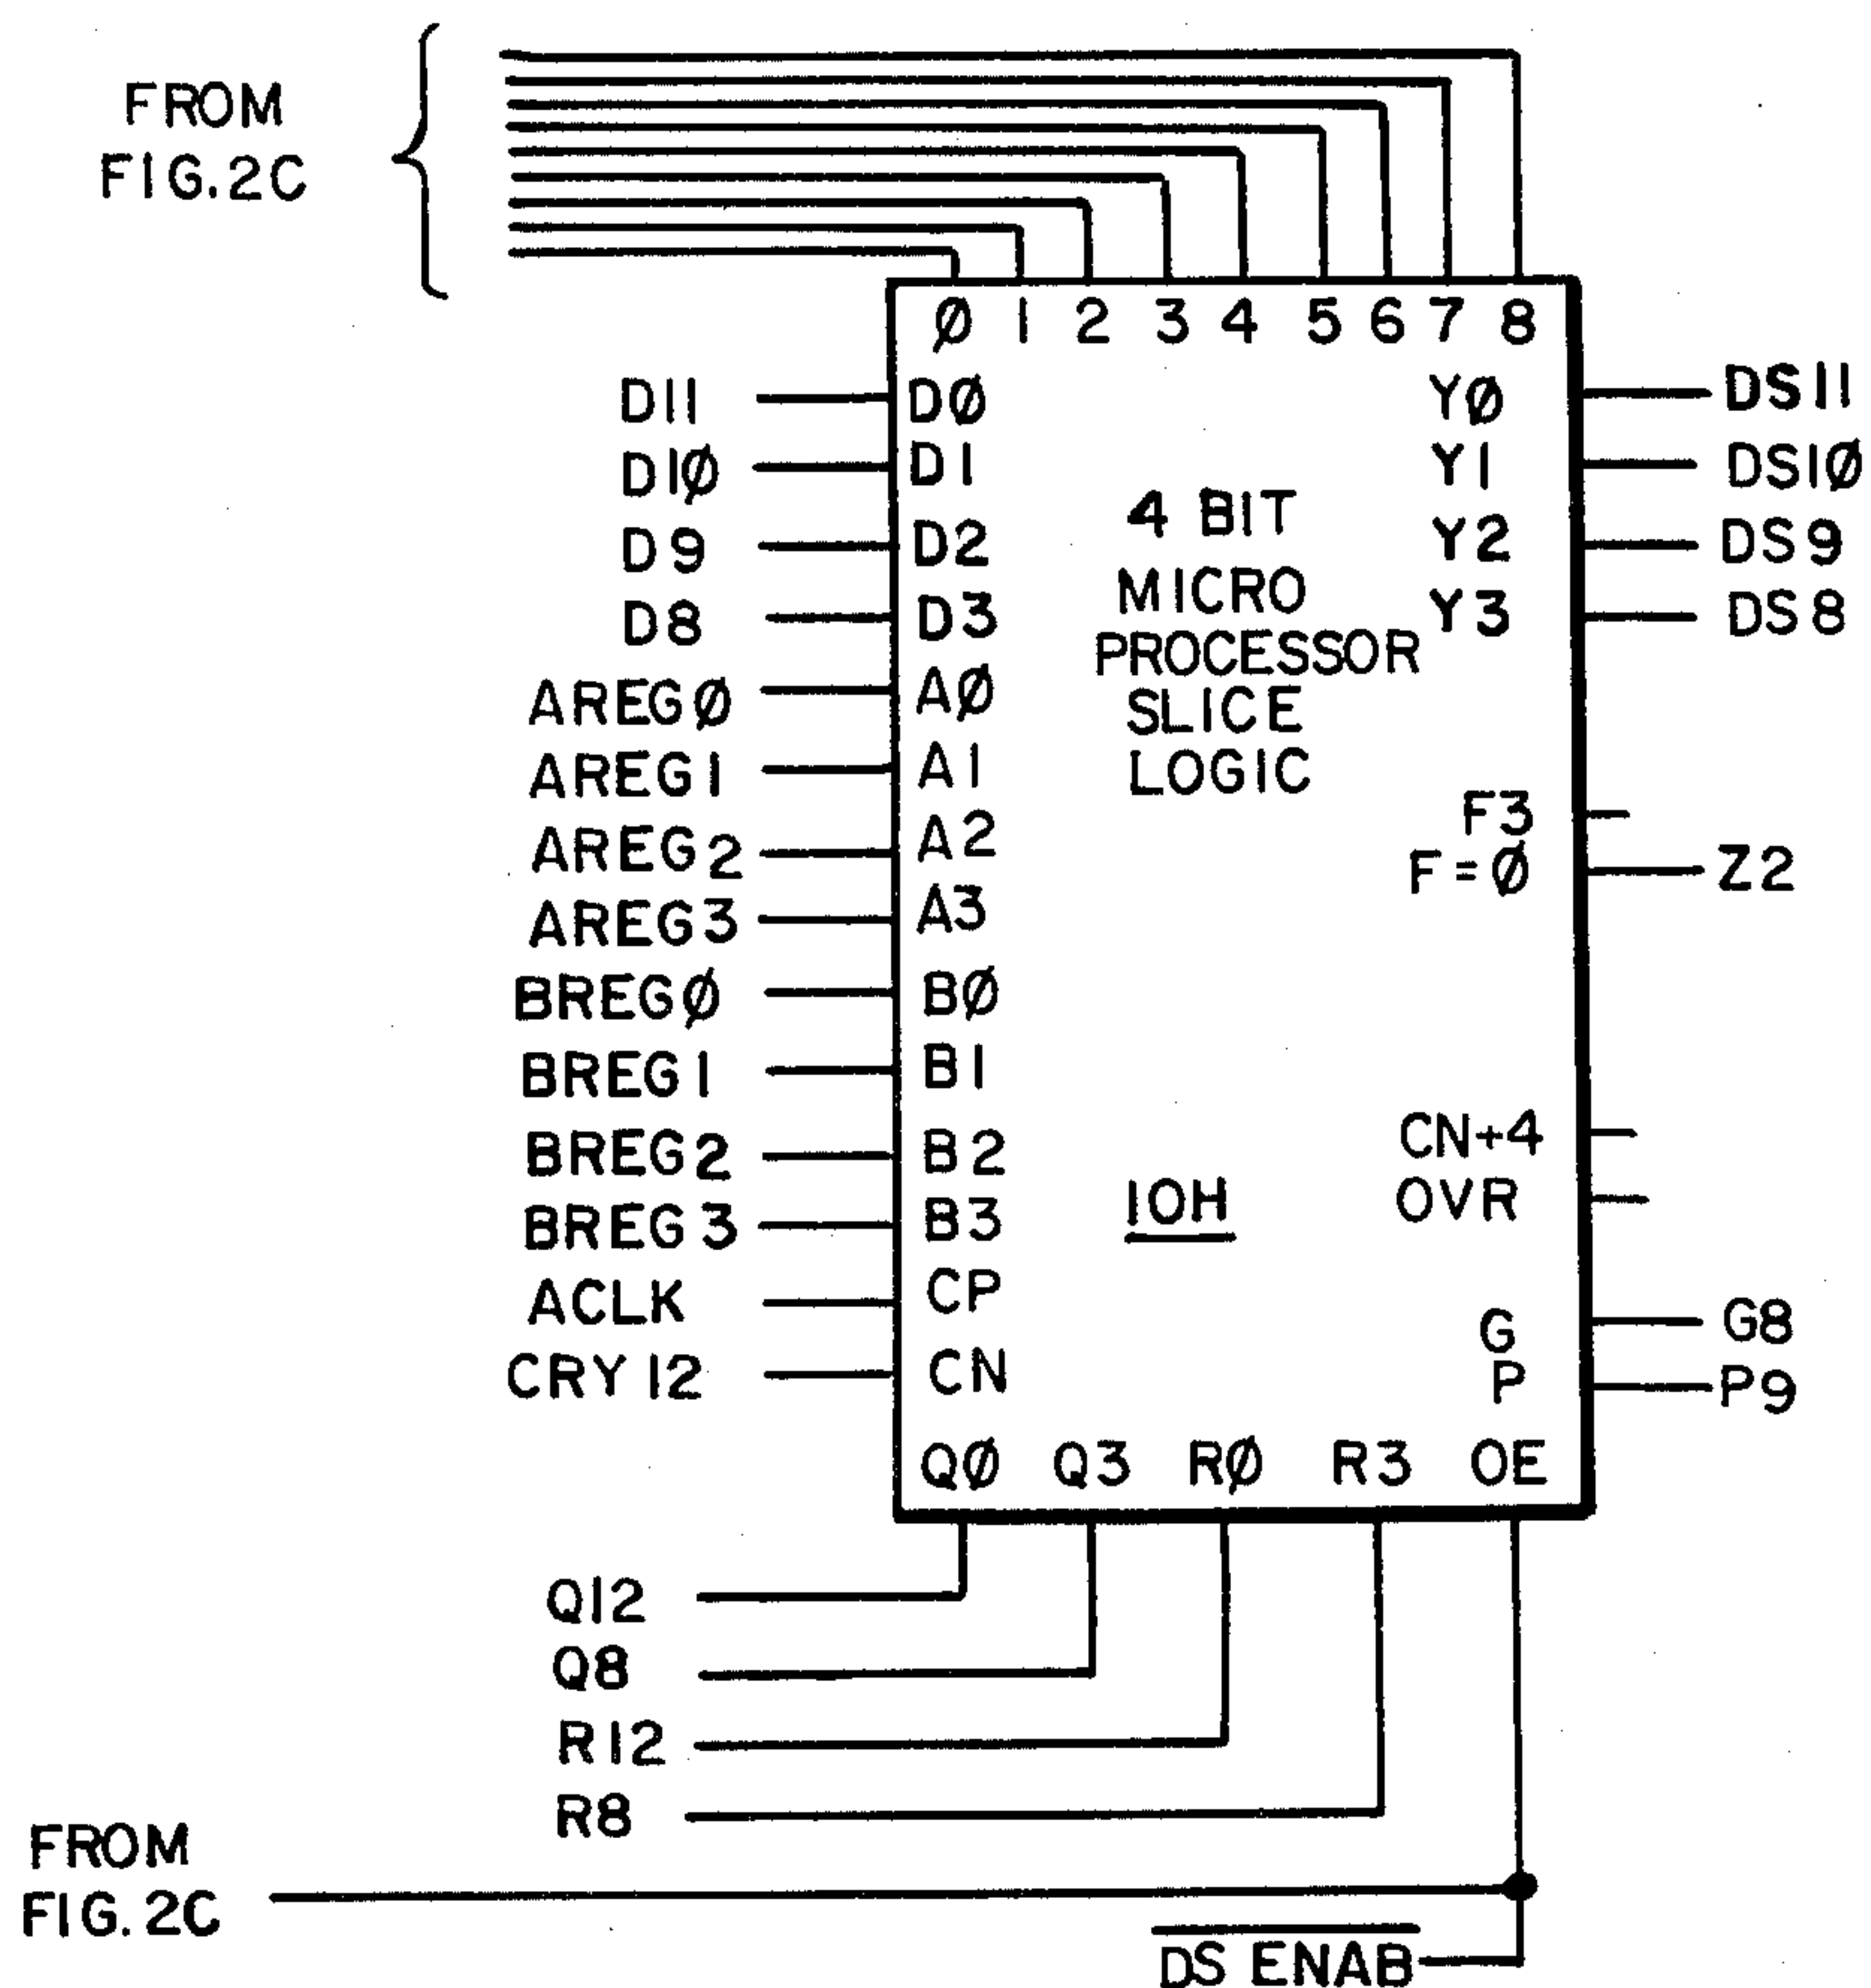 FROM
FIG.2C
Ø 1 2 3 4 5 6 7 8
D11 DØ YØ DS11
D1Ø D1 Y1 DS1Ø
4 BIT
D9 D2 Y2 DS9
MICRO
D8 D3 Y3 DS8
PROCESSOR
AREGØ AØ
SLICE
AREG1 A1
LOGIC
F3
AREG2 A2 F=Ø Z2
AREG3 A3
BREGØ BØ
BREG1 B1
CN+4
BREG2 B2
10H OVR
BREG3 B3
ACLK CP
G G8
CRY12 CN P P9
QØ Q3 RØ R3 OE
Q12
Q8
R12
R8
FROM
FIG. 2C
DS ENAB